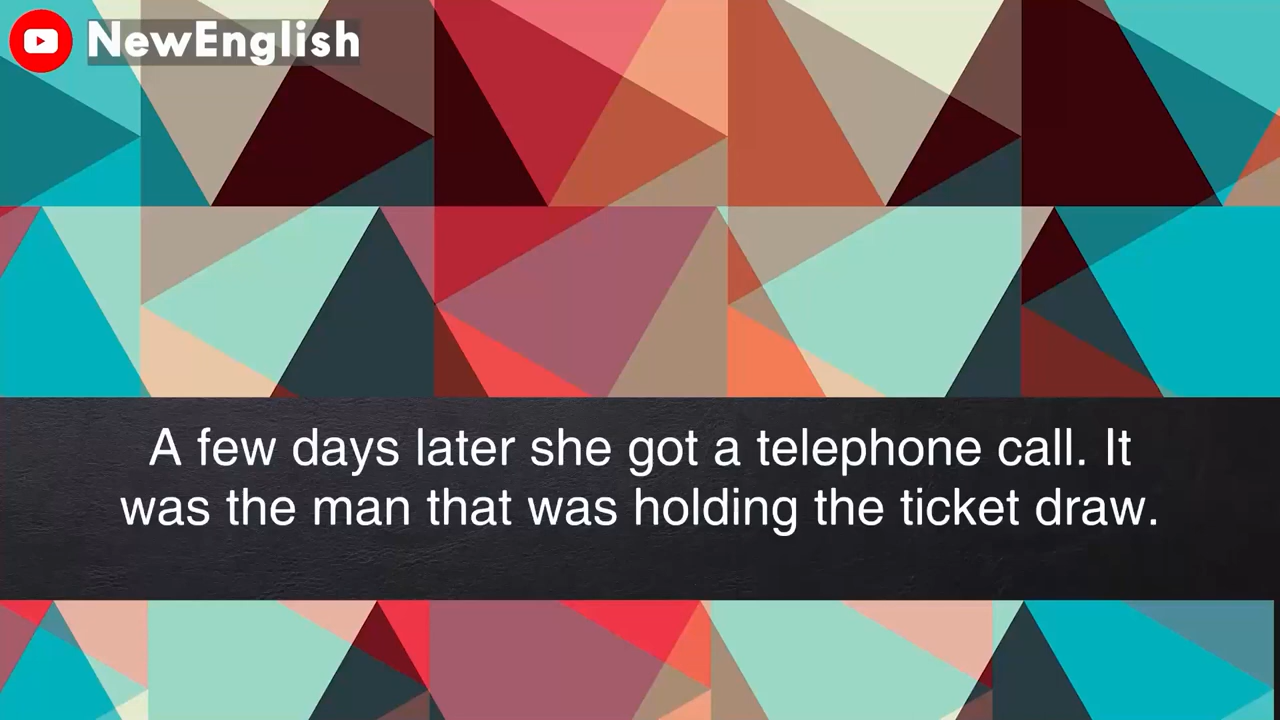 NewEnglish
A few days later she got a telephone call. It
was the man that was holding the ticket draw.